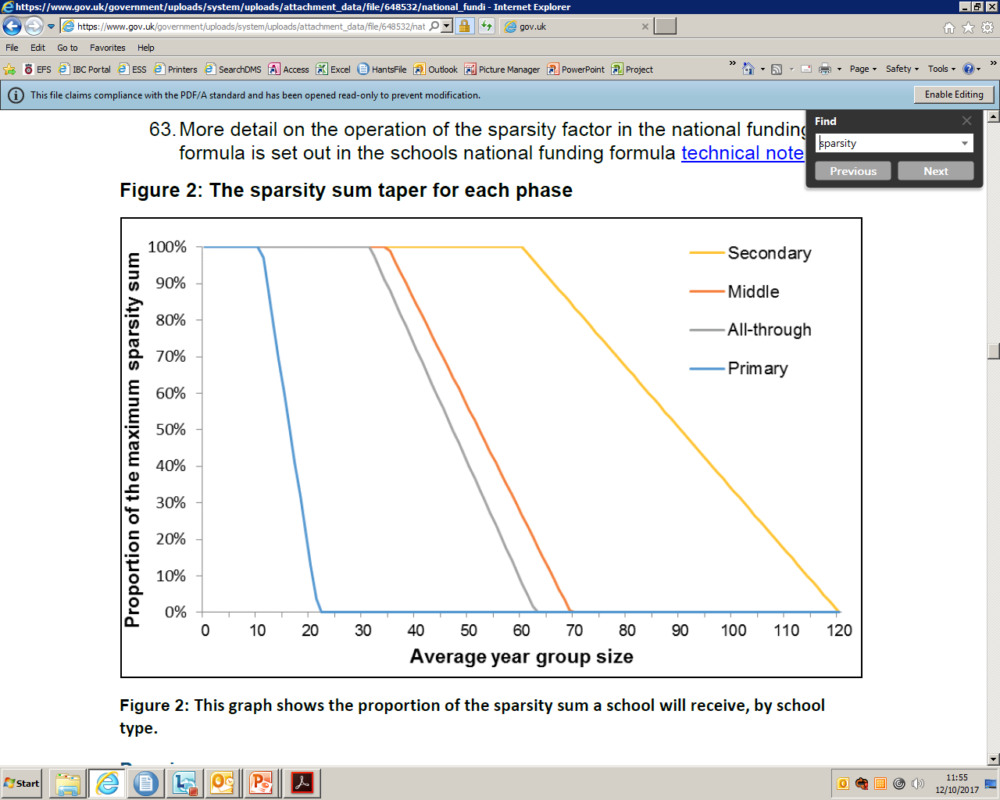 https://www.gov.uk/government/uploads/system/uploads/attachment_data/file/648532/national_fundi - Internet Explorer
https://www.gov.uk/government/uploads/system/uploads/attachment_data/file/648532/nat
gov.uk
File Edit Go to Favorites Help
EFS IBC Portal ESS Printers SearchDMS Access Excel HantsFile Outlook Picture Manager PowerPoint Project » Page Safety Tools »
This file claims compliance with the PDF/A standard and has been opened read-only to prevent modification.
Enable Editing
Find
sparsity
Previous Next
63. More detail on the operation of the sparsity factor in the national funding
formula is set out in the schools national funding formula technical note
Figure 2: The sparsity sum taper for each phase
Proportion of the maximum sparsity sum
100%
90%
80%
70%
60%
50%
40%
30%
20%
10%
0%
Secondary
Middle
All-through
Primary
0 10 20 30 40 50 60 70 80 90 100 110 120
Average year group size
Figure 2: This graph shows the proportion of the sparsity sum a school will receive, by school
type.
Start
11:55
12/10/2017